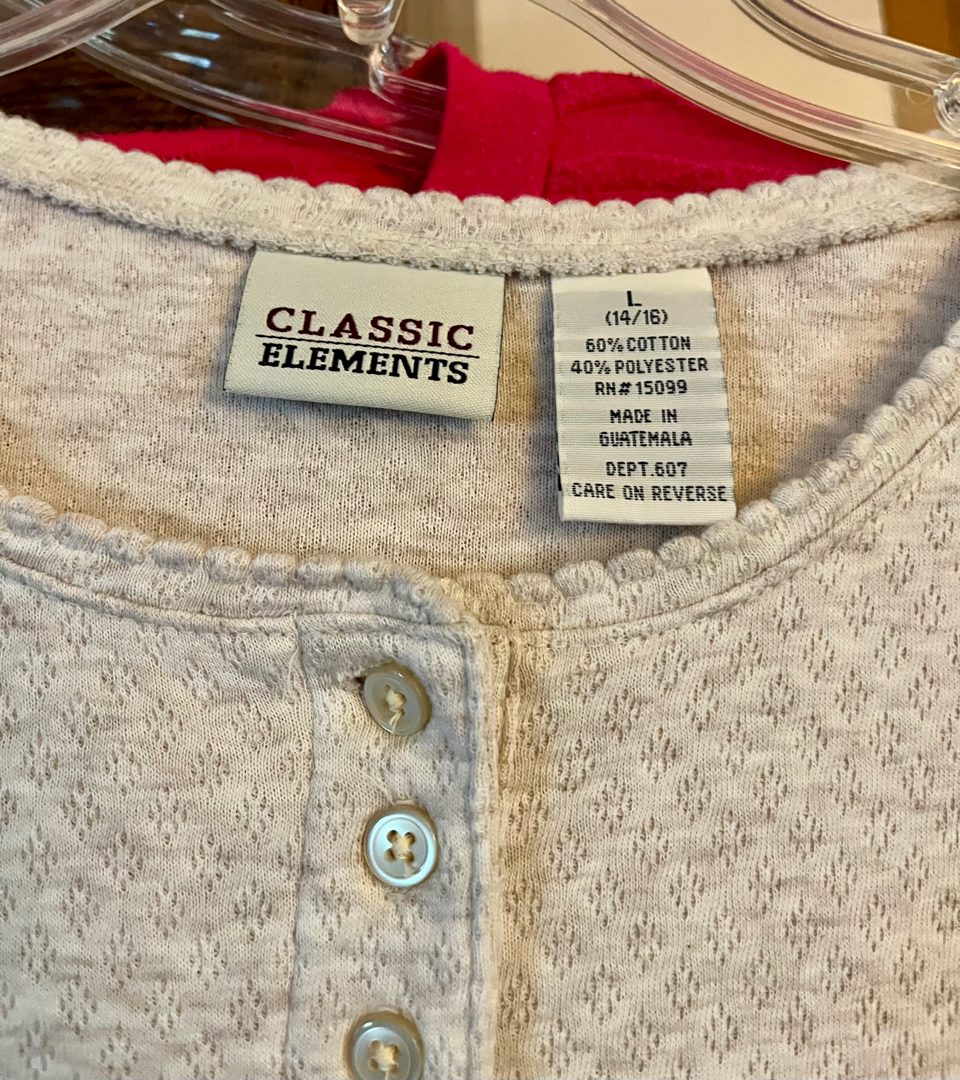 CLASSIC
ELEMENTS
L
(14/16)
60% COTTON
40% POLYESTER
RN# 15099
MADE IN
GUATEMALA
DEPT.607
CARE ON REVERSE